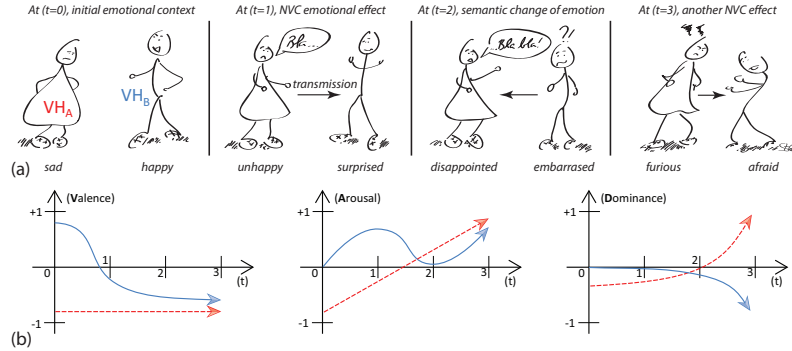 At (t=0), initial emotional context
At (t=1), NVC emotional effect
At (t=2), semantic change of emotion
At (t=3), another NVC effect
Bla...
Bla bla!
?!
transmission
VH_A
VH_B
(a)
sad
happy
unhappy
surprised
disappointed
embarrased
furious
afraid
(Valence)
+1
1
2
3
0
(t)
-1
(Arousal)
+1
0
1
2
3
(t)
-1
(Dominance)
+1
0
1
2
3
(t)
-1
(b)